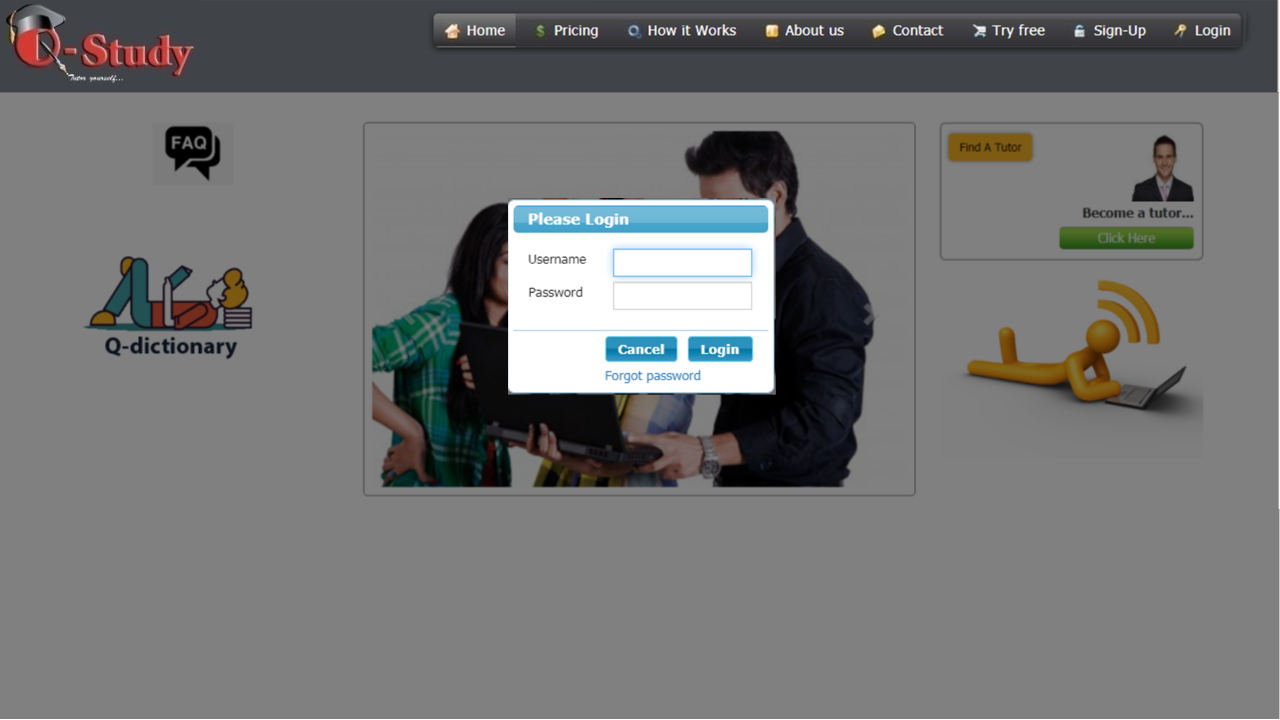 Q-Study
Tutor yourself...
Home Pricing How it Works About us Contact Try free Sign-Up Login
FAQ
Q-dictionary
Please Login
Username
Password
Cancel Login
Forgot password
Find A Tutor
Become a tutor...
Click Here